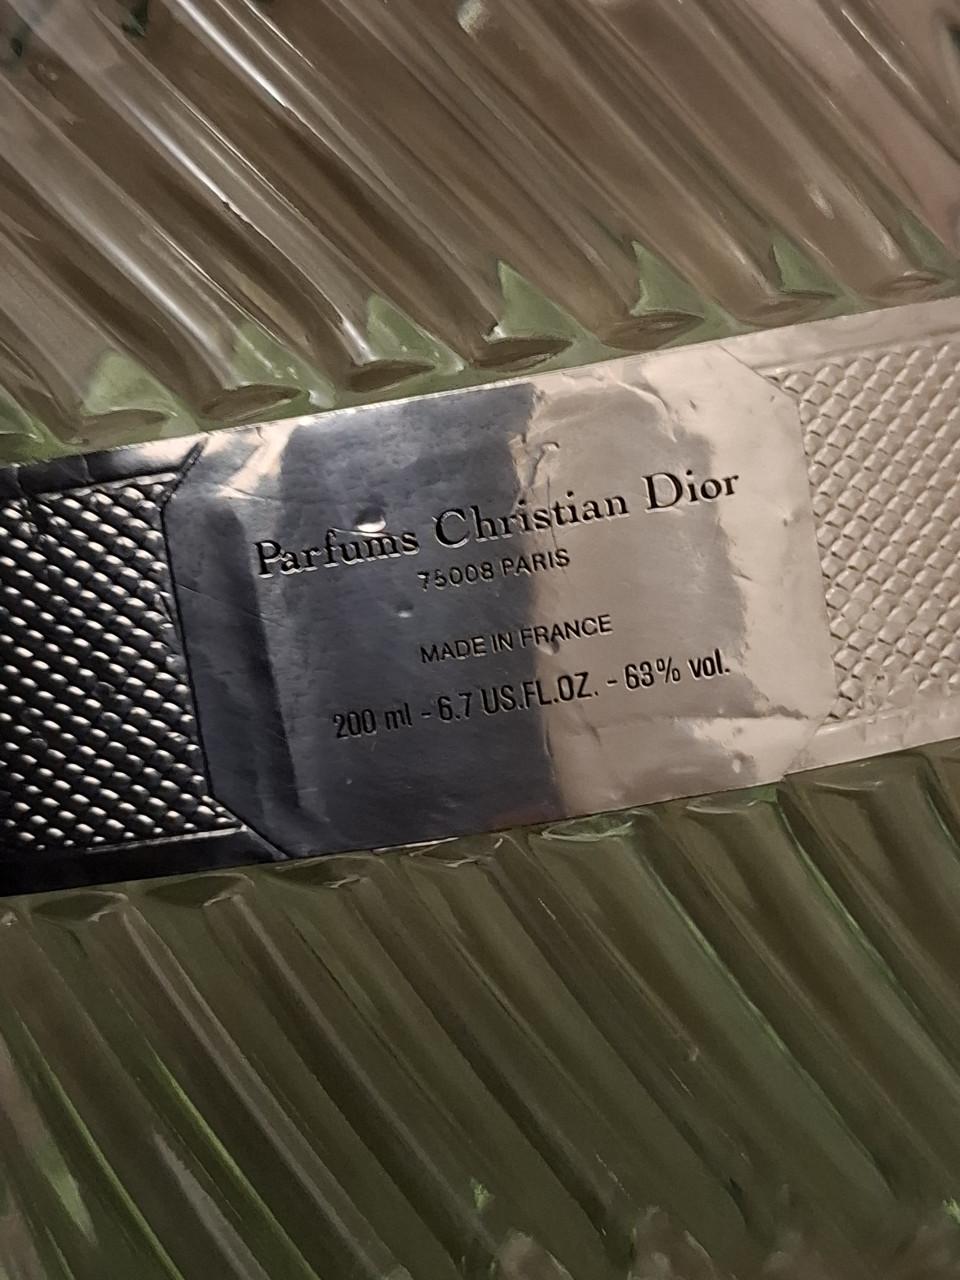 Parfums Christian Dior
75008 PARIS
MADE IN FRANCE
200 ml - 6.7 US.FL.OZ. - 63% vol.